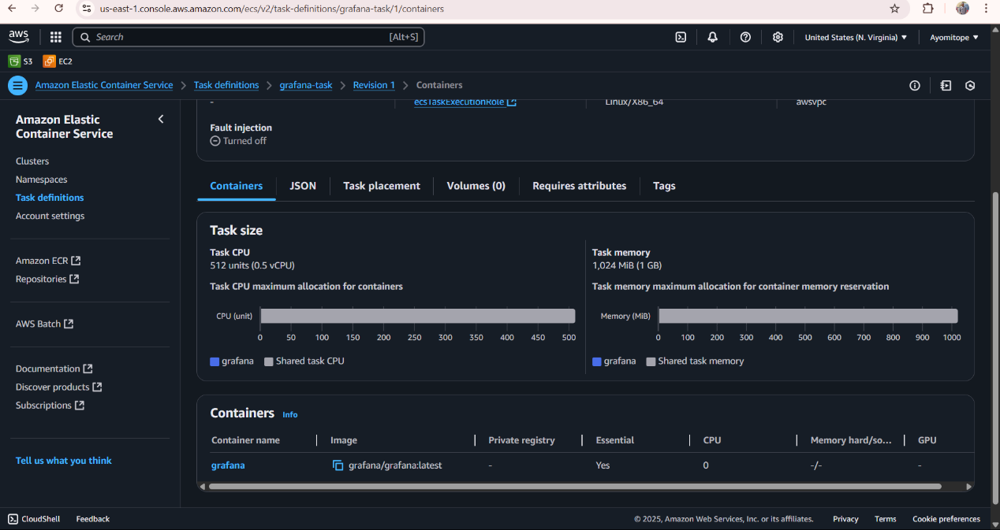 us-east-1.console.aws.amazon.com/ecs/v2/task-definitions/grafana-task/1/containers
aws
Search [Alt+S]
United States (N. Virginia) ▼
Ayomitope ▼
S3 EC2
Amazon Elastic Container Service > Task definitions > grafana-task > Revision 1 > Containers
Amazon Elastic
Container Service
Clusters
Namespaces
Task definitions
Account settings
Amazon ECR
Repositories
AWS Batch
Documentation
Discover products
Subscriptions
Tell us what you think
- ecsTaskExecutionRole Linux/X86_64 awsvpc
Fault injection
Turned off
Containers JSON Task placement Volumes (0) Requires attributes Tags
Task size
Task CPU
512 units (0.5 vCPU)
Task CPU maximum allocation for containers
CPU (unit)
0 50 100 150 200 250 300 350 400 450 500
grafana Shared task CPU
Task memory
1,024 MiB (1 GB)
Task memory maximum allocation for container memory reservation
Memory (MiB)
0 100 200 300 400 500 600 700 800 900 1000
grafana Shared task memory
Containers Info
Container name Image Private registry Essential CPU Memory hard/so... GPU
grafana grafana/grafana:latest - Yes 0 -/- -
CloudShell Feedback © 2025, Amazon Web Services, Inc. or its affiliates. Privacy Terms Cookie preferences